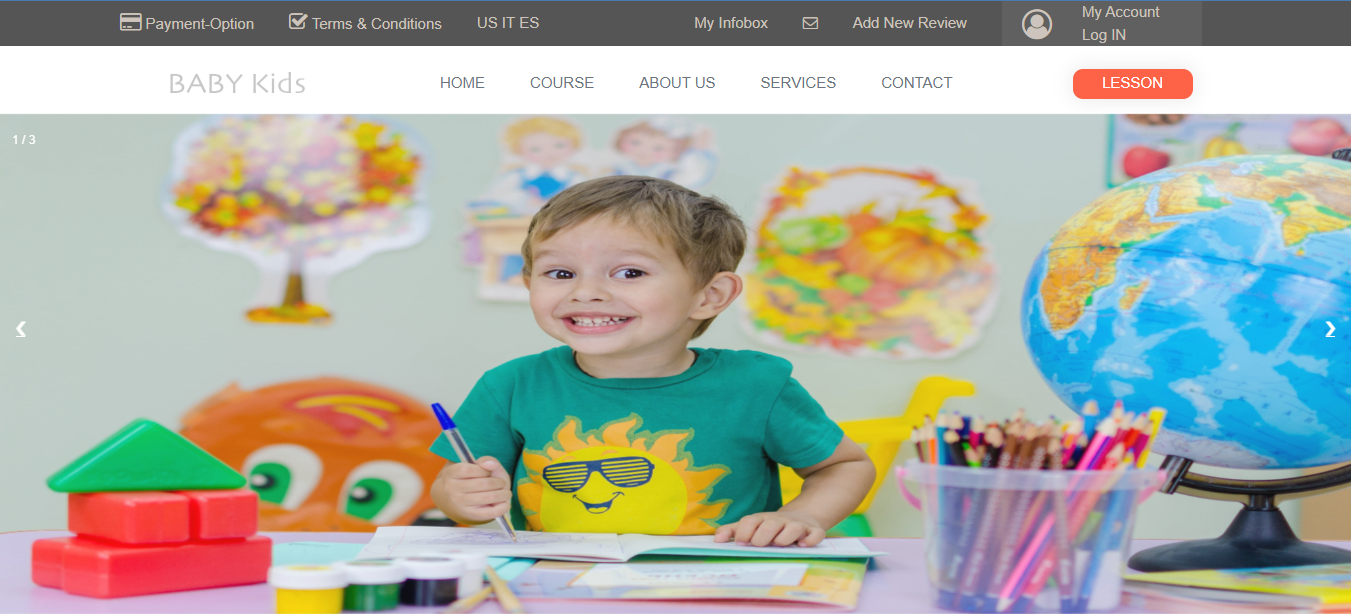 Payment-Option
Terms & Conditions
US IT ES
My Infobox
Add New Review
My Account
Log IN
BABY Kids
HOME
COURSE
ABOUT US
SERVICES
CONTACT
LESSON
1 / 3